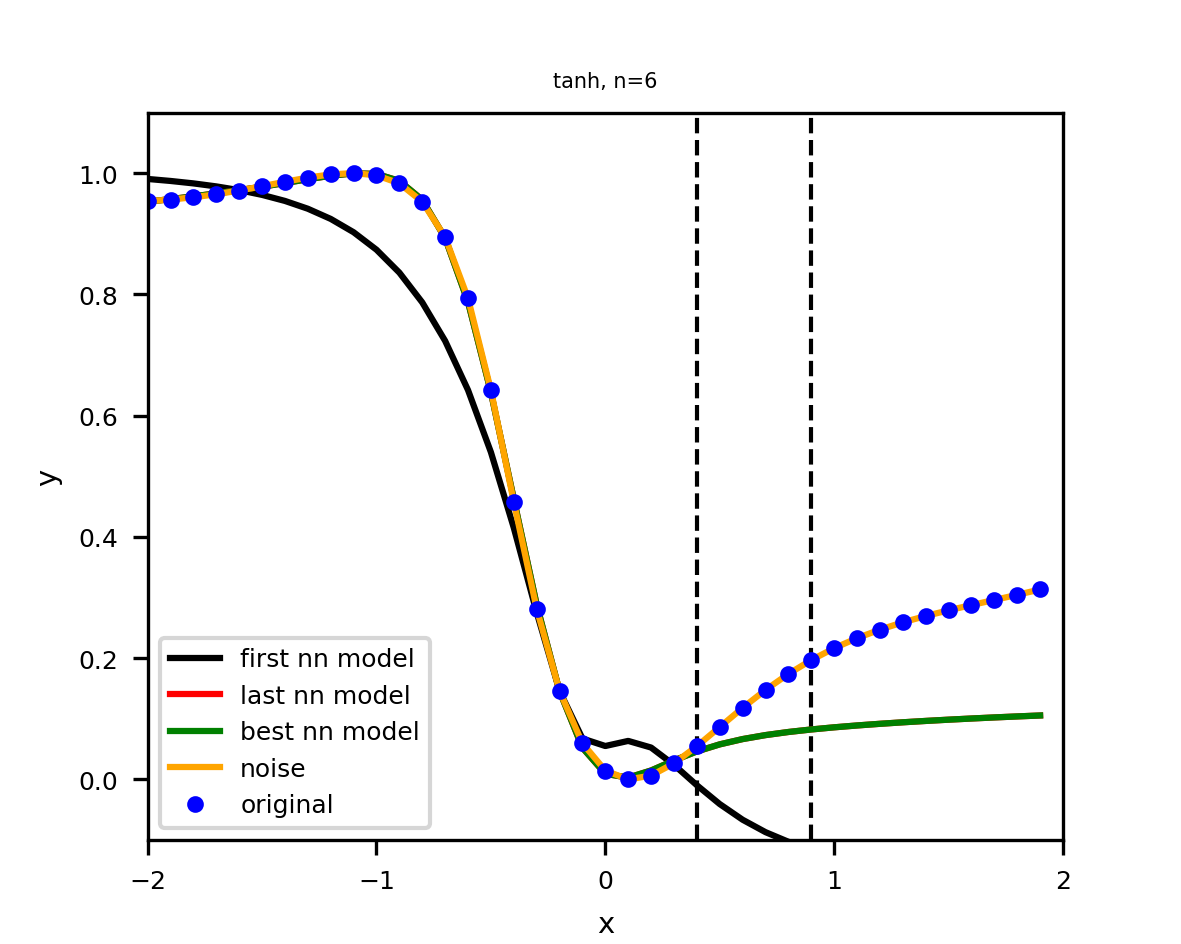 tanh, n=6
y
1.0
0.8
0.6
0.4
0.2
0.0
first nn model
last nn model
best nn model
noise
original
−2
−1
0
1
2
x